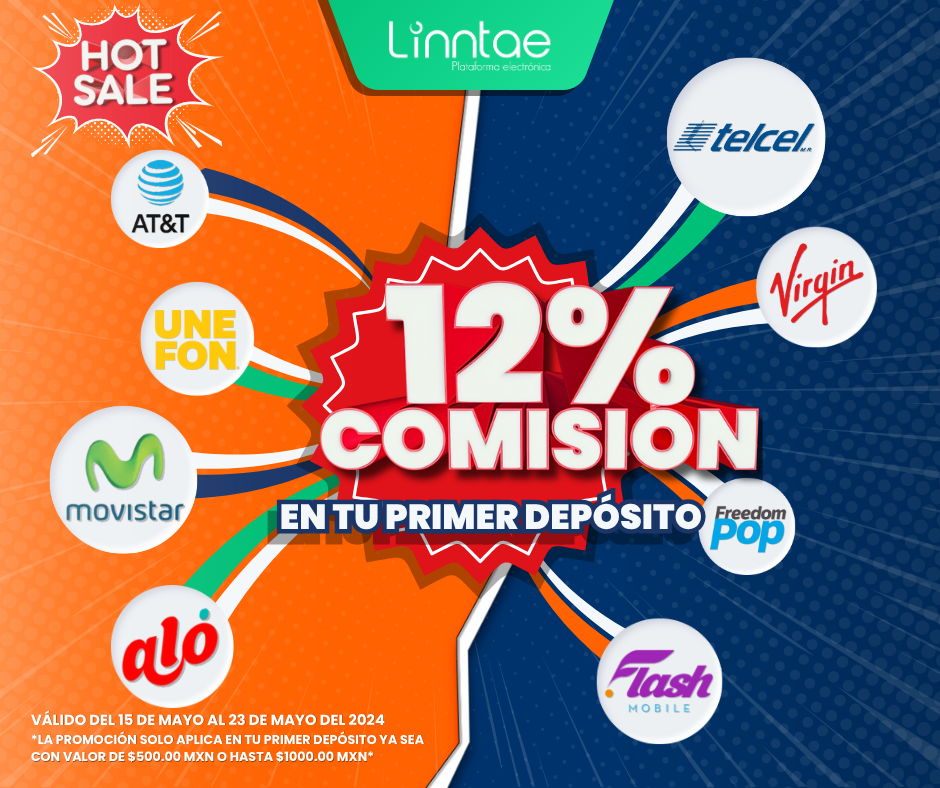 HOT
SALE
Linntae
Plataforma electrónica
AT&T
telcel M.R.
UNE
FON
Virgin
12%
COMISION
movistar
EN TU PRIMER DEPÓSITO
Freedom
Pop
aló
Flash
MOBILE
VÁLIDO DEL 15 DE MAYO AL 23 DE MAYO DEL 2024
*LA PROMOCIÓN SOLO APLICA EN TU PRIMER DEPÓSITO YA SEA
CON VALOR DE $500.00 MXN O HASTA $1000.00 MXN*